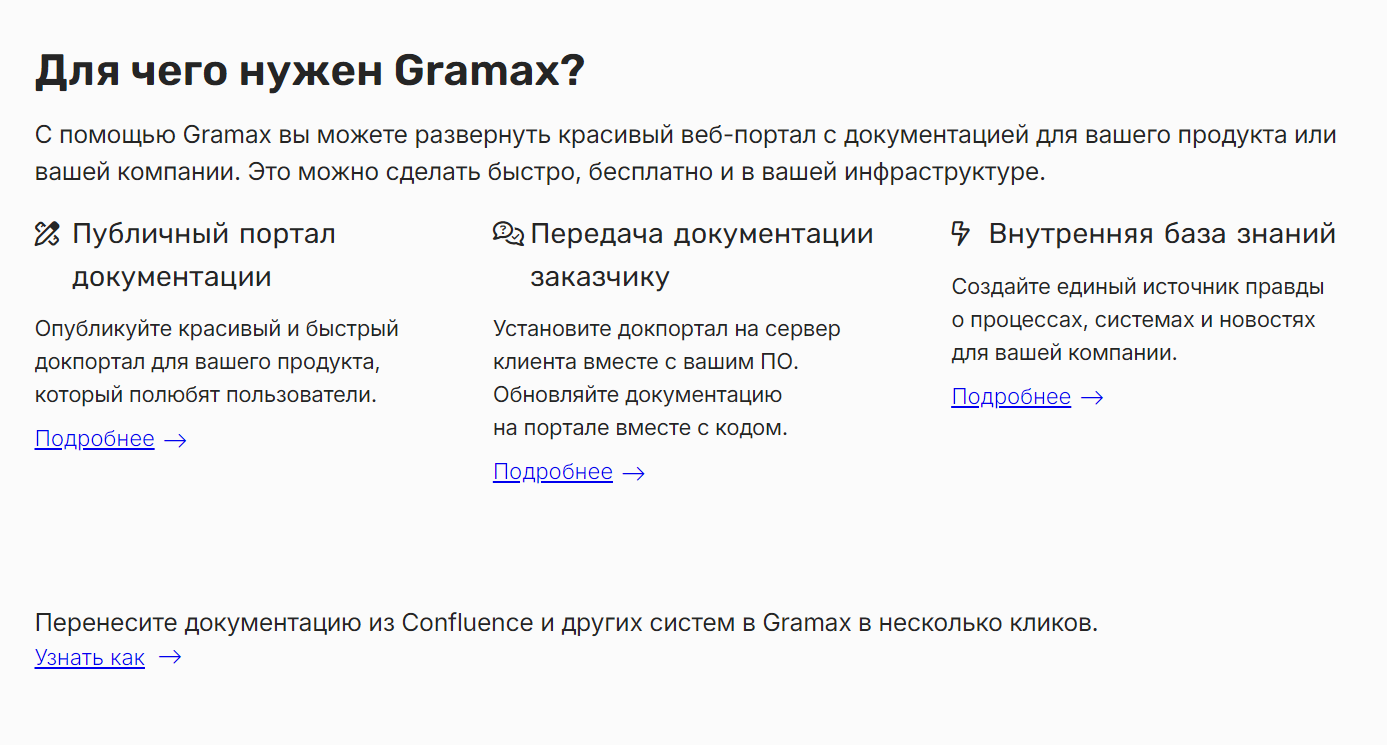 Для чего нужен Gramax?
С помощью Gramax вы можете развернуть красивый веб-портал с документацией для вашего продукта или
вашей компании. Это можно сделать быстро, бесплатно и в вашей инфраструктуре.
Публичный портал
документации
Опубликуйте красивый и быстрый
докпортал для вашего продукта,
который полюбят пользователи.
Подробнее →
Передача документации
заказчику
Установите докпортал на сервер
клиента вместе с вашим ПО.
Обновляйте документацию
на портале вместе с кодом.
Подробнее →
Внутренняя база знаний
Создайте единый источник правды
о процессах, системах и новостях
для вашей компании.
Подробнее →
Перенесите документацию из Confluence и других систем в Gramax в несколько кликов.
Узнать как →